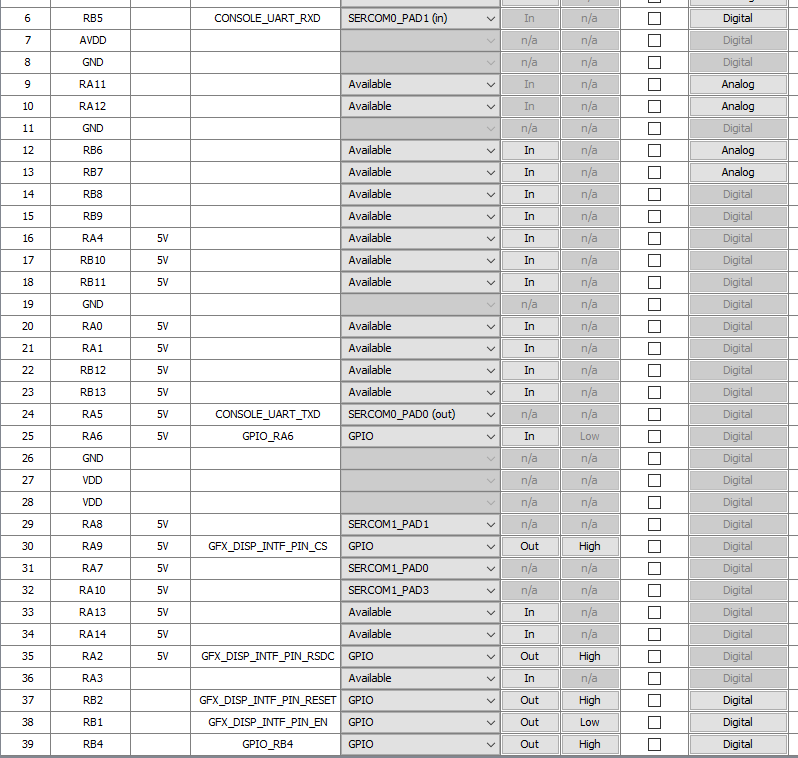 6 RB5 CONSOLE_UART_RXD SERCOM0_PAD1 (in) In n/a Digital
7 AVDD n/a n/a Digital
8 GND n/a n/a Digital
9 RA11 Available In n/a Analog
10 RA12 Available In n/a Analog
11 GND n/a n/a Digital
12 RB6 Available In n/a Analog
13 RB7 Available In n/a Analog
14 RB8 Available In n/a Digital
15 RB9 Available In n/a Digital
16 RA4 5V Available In n/a Digital
17 RB10 5V Available In n/a Digital
18 RB11 5V Available In n/a Digital
19 GND n/a n/a Digital
20 RA0 5V Available In n/a Digital
21 RA1 5V Available In n/a Digital
22 RB12 5V Available In n/a Digital
23 RB13 5V Available In n/a Digital
24 RA5 5V CONSOLE_UART_TXD SERCOM0_PAD0 (out) n/a n/a Digital
25 RA6 5V GPIO_RA6 GPIO In Low Digital
26 GND n/a n/a Digital
27 VDD n/a n/a Digital
28 VDD n/a n/a Digital
29 RA8 5V SERCOM1_PAD1 n/a n/a Digital
30 RA9 5V GFX_DISP_INTF_PIN_CS GPIO Out High Digital
31 RA7 5V SERCOM1_PAD0 n/a n/a Digital
32 RA10 5V SERCOM1_PAD3 n/a n/a Digital
33 RA13 5V Available In n/a Digital
34 RA14 5V Available In n/a Digital
35 RA2 5V GFX_DISP_INTF_PIN_RSDC GPIO Out High Digital
36 RA3 Available In n/a Digital
37 RB2 GFX_DISP_INTF_PIN_RESET GPIO Out High Digital
38 RB1 GFX_DISP_INTF_PIN_EN GPIO Out Low Digital
39 RB4 GPIO_RB4 GPIO Out High Digital